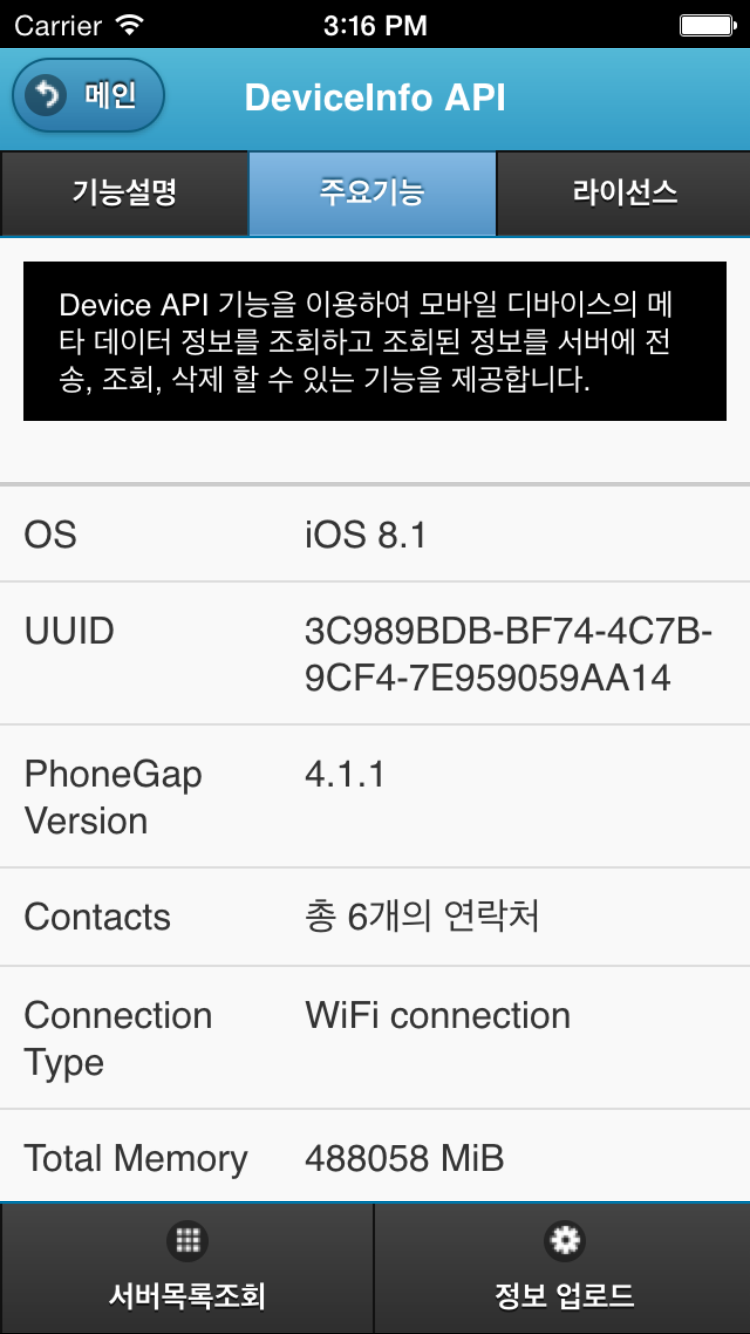 Carrier 3:16 PM
메인 DeviceInfo API
기능설명 주요기능 라이선스
Device API 기능을 이용하여 모바일 디바이스의 메
타 데이터 정보를 조회하고 조회된 정보를 서버에 전
송, 조회, 삭제 할 수 있는 기능을 제공합니다.
OS iOS 8.1
UUID 3C989BDB-BF74-4C7B-
9CF4-7E959059AA14
PhoneGap 4.1.1
Version
Contacts 총 6개의 연락처
Connection WiFi connection
Type
Total Memory 488058 MiB
서버목록조회 정보 업로드